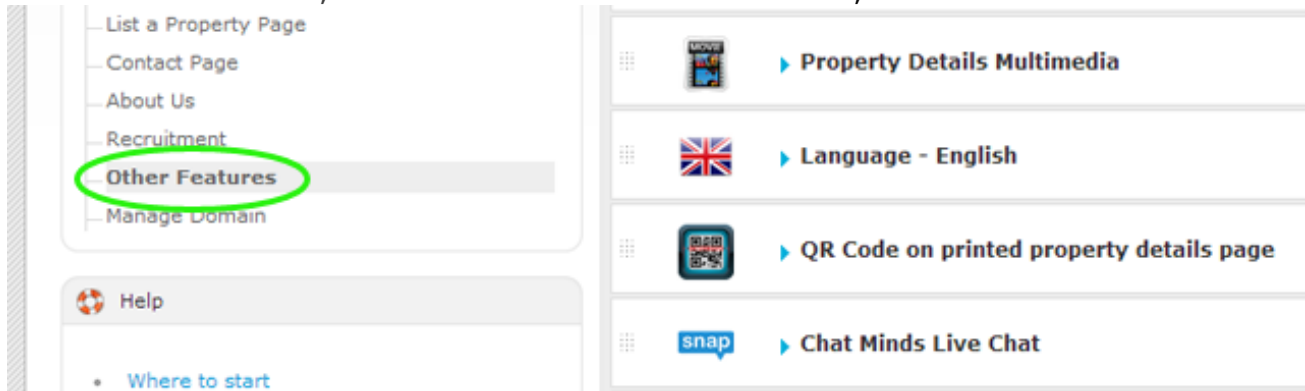 List a Property Page
Contact Page
About Us
Recruitment
Other Features
Manage Domain
Help
Where to start
MOVIE
Property Details Multimedia
Language - English
QR Code on printed property details page
snap
Chat Minds Live Chat